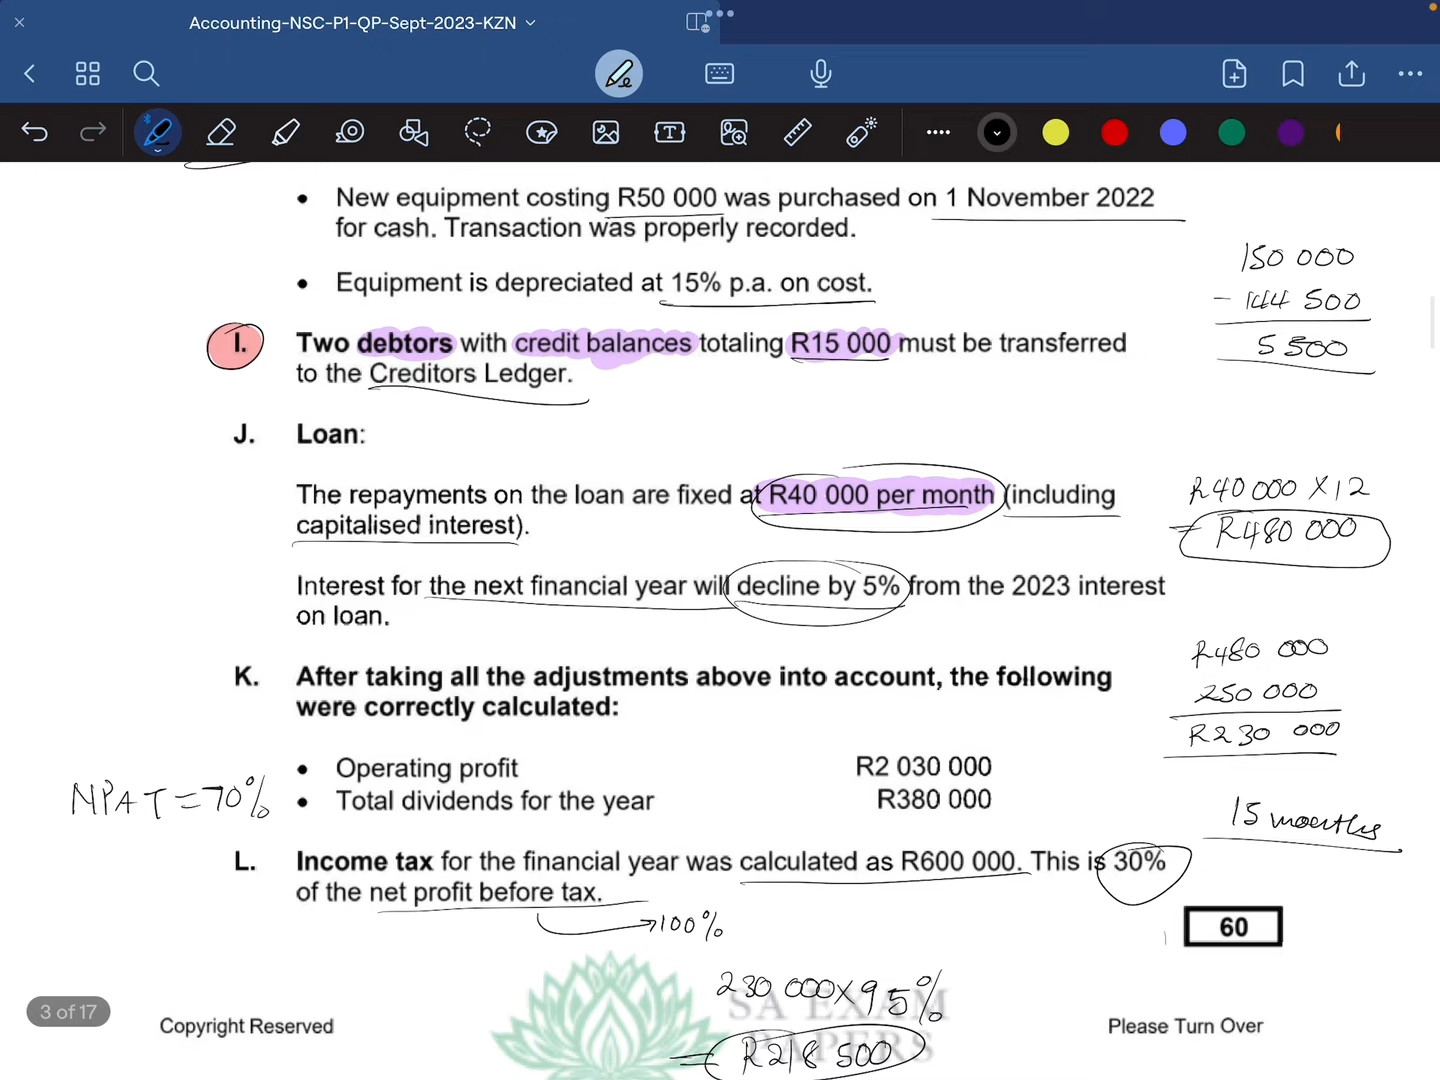 Accounting-NSC-P1-QP-Sept-2023-KZN
• New equipment costing R50 000 was purchased on 1 November 2022
for cash. Transaction was properly recorded.
• Equipment is depreciated at 15% p.a. on cost.
150 000
- 144 500
5 500
I. Two debtors with credit balances totaling R15 000 must be transferred
to the Creditors Ledger.
J. Loan:
The repayments on the loan are fixed at R40 000 per month (including
capitalised interest).
R40 000 X 12
= R480 000
Interest for the next financial year will decline by 5% from the 2023 interest
on loan.
R480 000
250 000
R230 000
K. After taking all the adjustments above into account, the following
were correctly calculated:
• Operating profit R2 030 000
NPAT = 70% • Total dividends for the year R380 000
15 months
L. Income tax for the financial year was calculated as R600 000. This is 30%
of the net profit before tax.
→100%
60
230 000 X 95%
= R218 500
SA EXAM
PAPERS
3 of 17
Copyright Reserved Please Turn Over